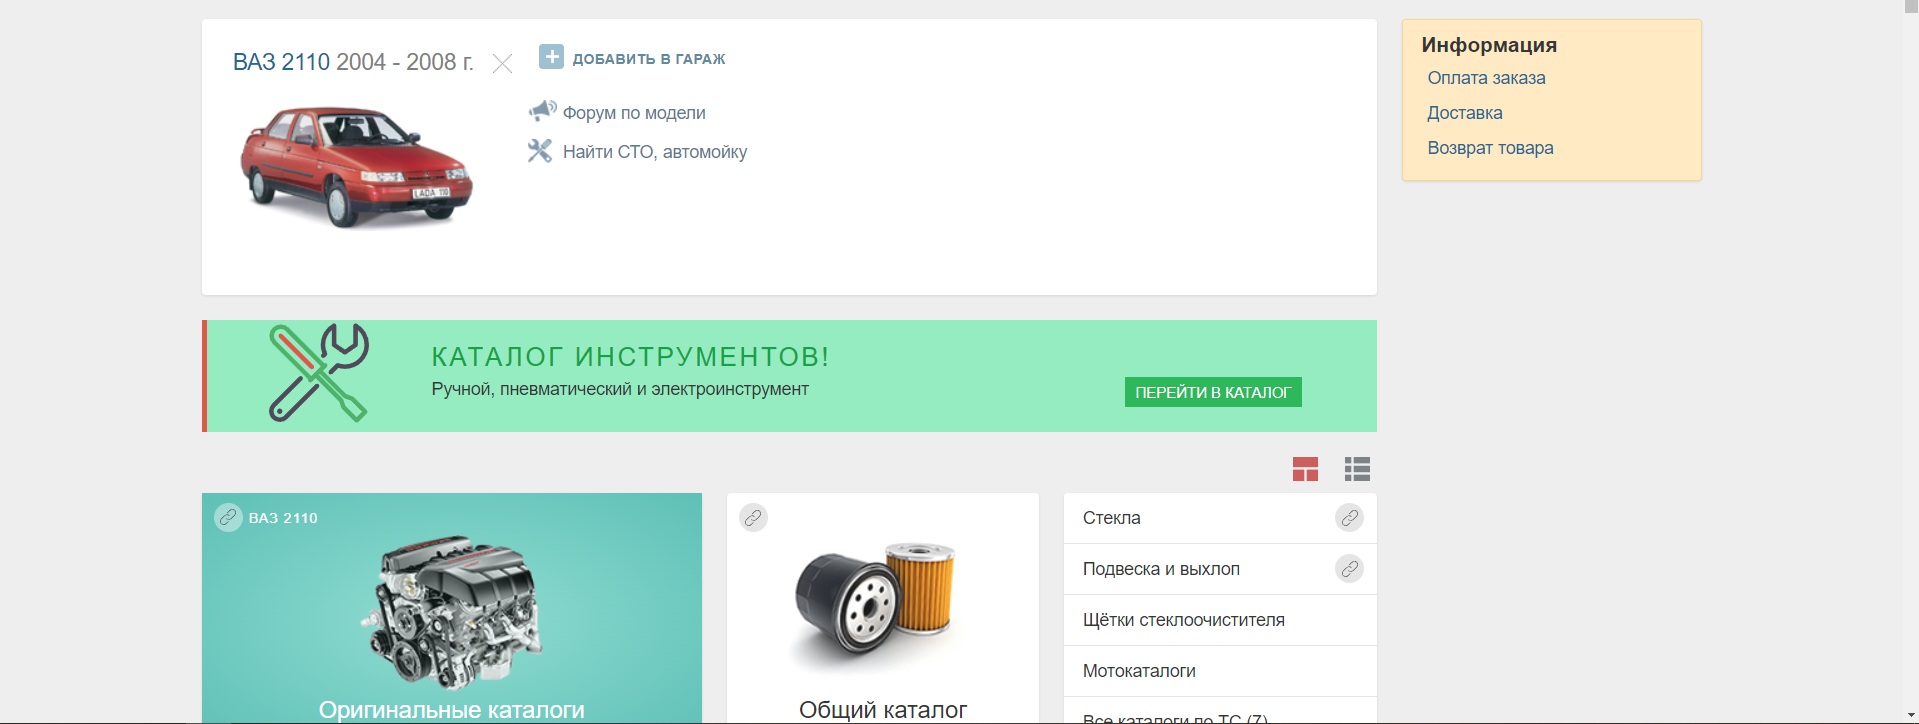 ВАЗ 2110 2004 - 2008 г.
ДОБАВИТЬ В ГАРАЖ
Форум по модели
Найти СТО, автомойку
LADA 110
Информация
Оплата заказа
Доставка
Возврат товара
КАТАЛОГ ИНСТРУМЕНТОВ!
Ручной, пневматический и электроинструмент
ПЕРЕЙТИ В КАТАЛОГ
ВАЗ 2110
Оригинальные каталоги
Общий каталог
Стекла
Подвеска и выхлоп
Щётки стеклоочистителя
Мотокаталоги
Все каталоги по ТС (7)